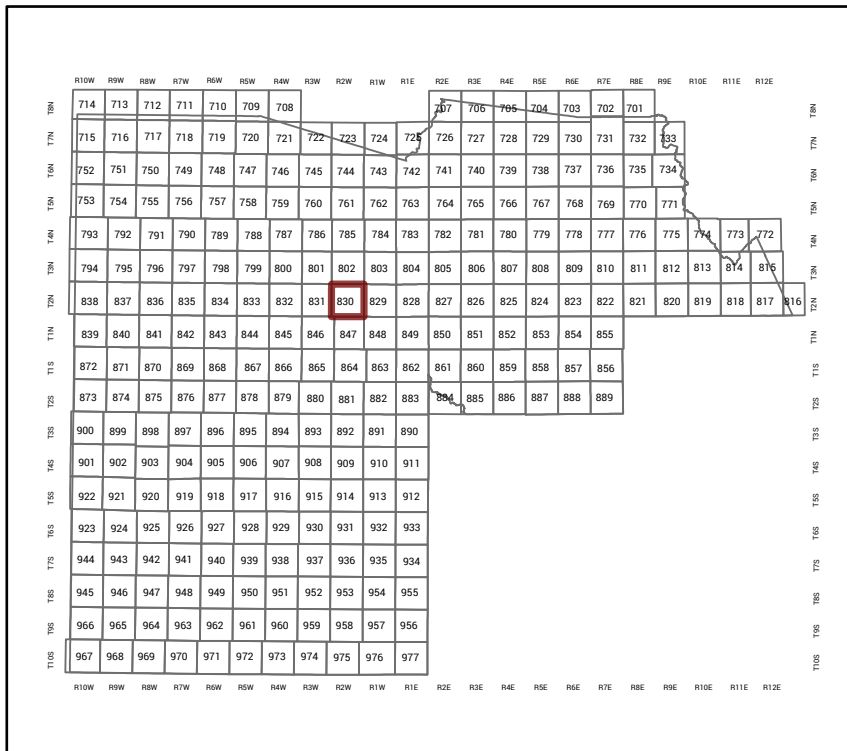 R10W R9W R8W R7W R6W R5W R4W R3W R2W R1W R1E R2E R3E R4E R5E R6E R7E R8E R9E R10E R11E R12E
T8N 714 713 712 711 710 709 708 707 706 705 704 703 702 701 T8N
T7N 715 716 717 718 719 720 721 722 723 724 725 726 727 728 729 730 731 732 733 T7N
T6N 752 751 750 749 748 747 746 745 744 743 742 741 740 739 738 737 736 735 734 T6N
T5N 753 754 755 756 757 758 759 760 761 762 763 764 765 766 767 768 769 770 771 T5N
T4N 793 792 791 790 789 788 787 786 785 784 783 782 781 780 779 778 777 776 775 774 773 772 T4N
T3N 794 795 796 797 798 799 800 801 802 803 804 805 806 807 808 809 810 811 812 813 814 815 T3N
T2N 838 837 836 835 834 833 832 831 830 829 828 827 826 825 824 823 822 821 820 819 818 817 816 T2N
T1N 839 840 841 842 843 844 845 846 847 848 849 850 851 852 853 854 855 T1N
T1S 872 871 870 869 868 867 866 865 864 863 862 861 860 859 858 857 856 T1S
T2S 873 874 875 876 877 878 879 880 881 882 883 884 885 886 887 888 889 T2S
T3S 900 899 898 897 896 895 894 893 892 891 890 T3S
T4S 901 902 903 904 905 906 907 908 909 910 911 T4S
T5S 922 921 920 919 918 917 916 915 914 913 912 T5S
T6S 923 924 925 926 927 928 929 930 931 932 933 T6S
T7S 944 943 942 941 940 939 938 937 936 935 934 T7S
T8S 945 946 947 948 949 950 951 952 953 954 955 T8S
T9S 966 965 964 963 962 961 960 959 958 957 956 T9S
T10S 967 968 969 970 971 972 973 974 975 976 977 T10S
R10W R9W R8W R7W R6W R5W R4W R3W R2W R1W R1E R2E R3E R4E R5E R6E R7E R8E R9E R10E R11E R12E